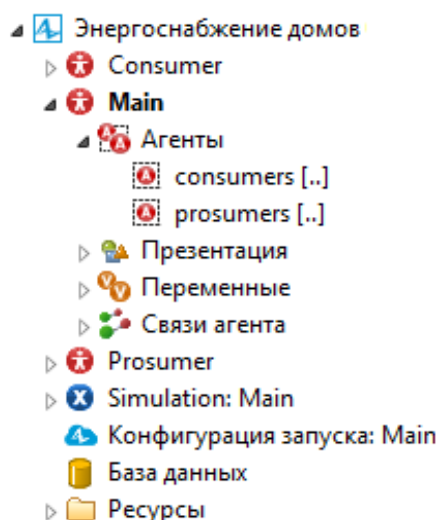 Энергоснабжение домов
Consumer
Main
Агенты
consumers [..]
prosumers [..]
Презентация
Переменные
Связи агента
Prosumer
Simulation: Main
Конфигурация запуска: Main
База данных
Ресурсы